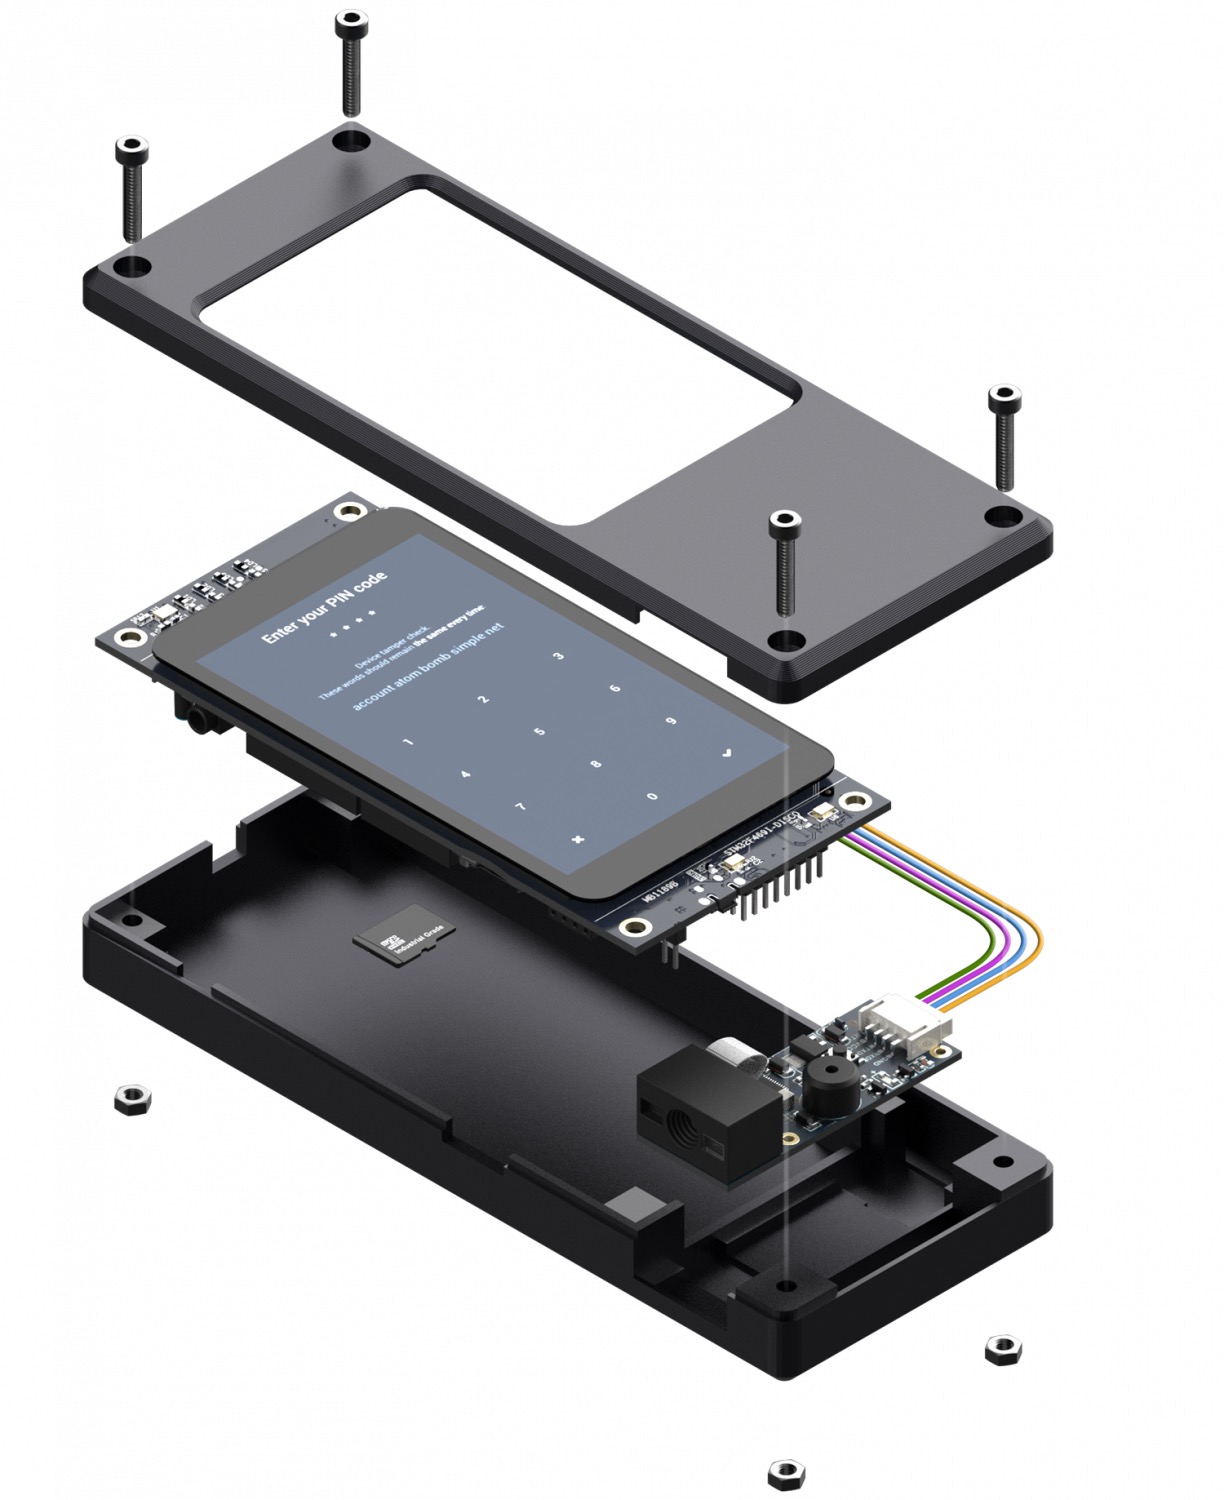 Enter your PIN code
* * * *
Device tamper check
These words should remain the same every time:
account atom bomb simple net
1 2 3
4 5 6
7 8 9
× 0 ✓
STM32F469I-DISCO
MB1189B
Micro
Industrial Grade